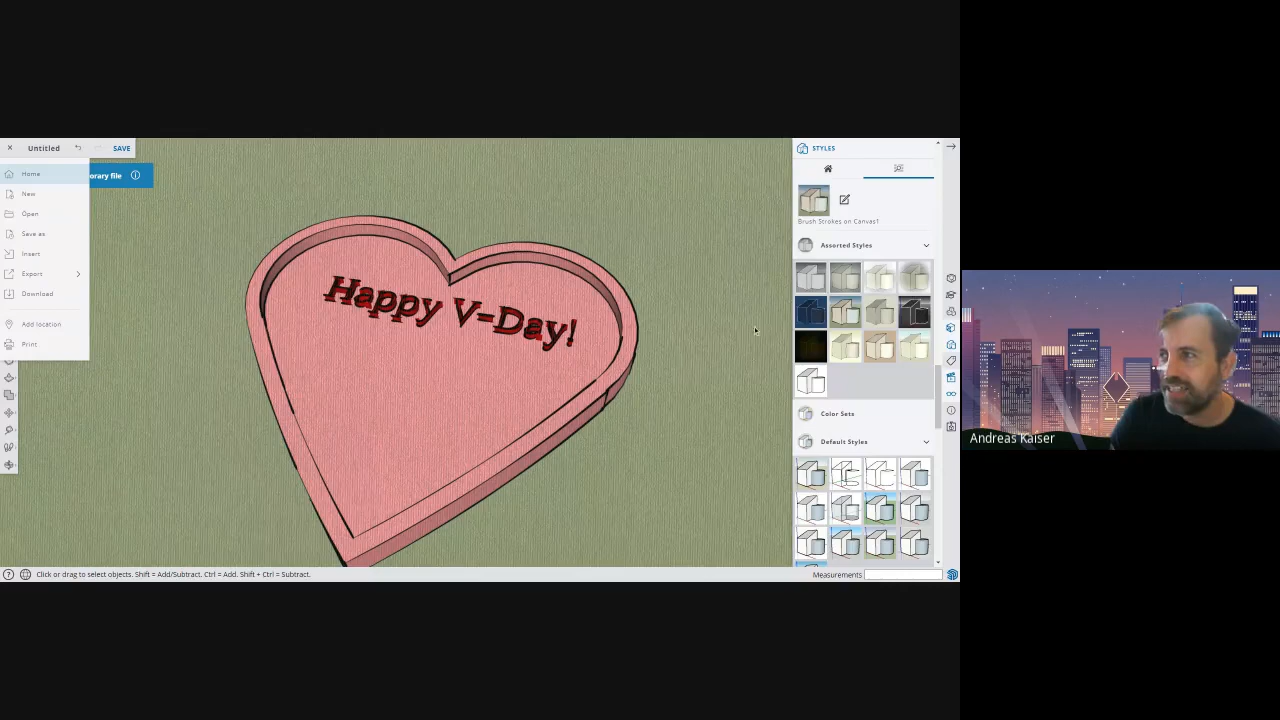 Untitled
SAVE
Home
orary file
New
Open
Save as
Insert
Export
Download
Add location
Print
Happy V-Day!
STYLES
Brush Strokes on Canvas1
Assorted Styles
Color Sets
Default Styles
Click or drag to select objects. Shift = Add/Subtract. Ctrl = Add. Shift + Ctrl = Subtract.
Measurements
Andreas Kaiser